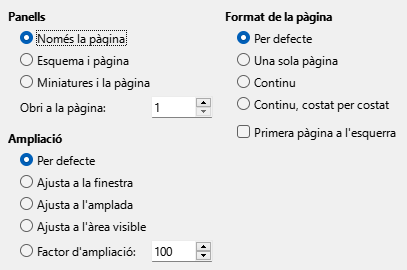 Panells
Només la pàgina
Esquema i pàgina
Miniatures i la pàgina
Obri a la pàgina: 1
Ampliació
Per defecte
Ajusta a la finestra
Ajusta a l'amplada
Ajusta a l'àrea visible
Factor d'ampliació: 100
Format de la pàgina
Per defecte
Una sola pàgina
Continu
Continu, costat per costat
Primera pàgina a l'esquerra